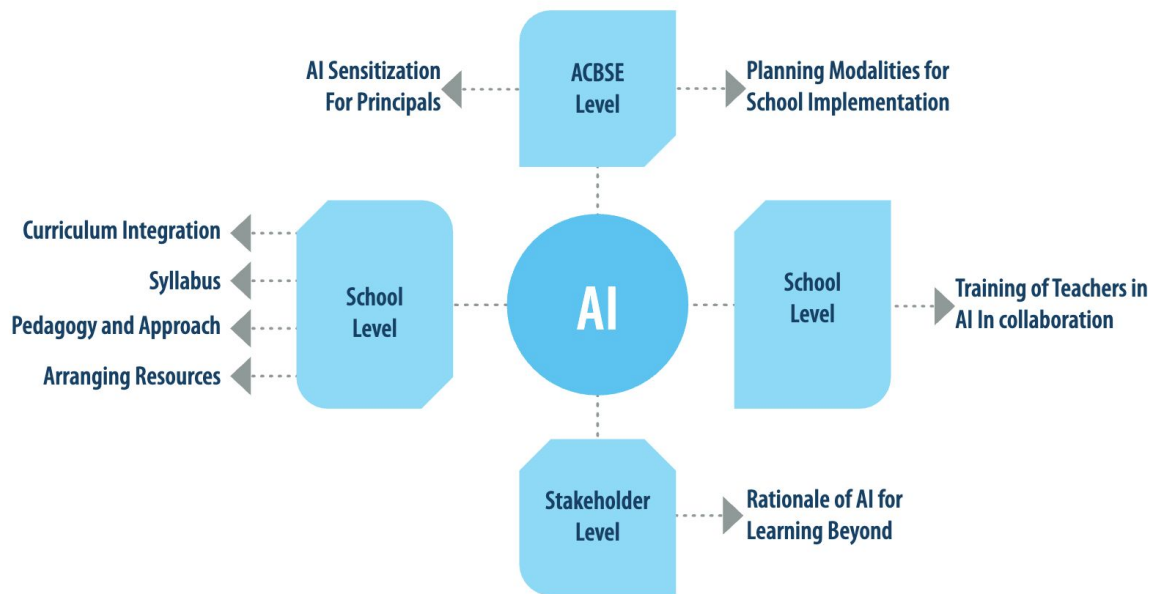 AI Sensitization
For Principals
ACBSE
Level
Planning Modalities for
School Implementation
Curriculum Integration
Syllabus
Pedagogy and Approach
Arranging Resources
School
Level
AI
School
Level
Training of Teachers in
AI In collaboration
Stakeholder
Level
Rationale of AI for
Learning Beyond